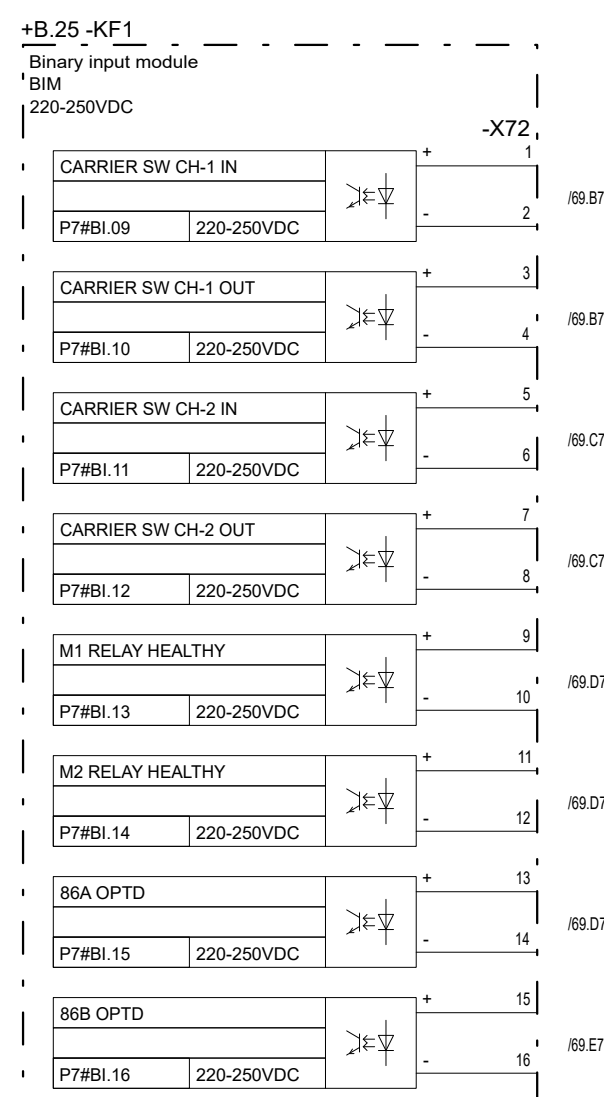 +B.25 -KF1
Binary input module
BIM
220-250VDC
-X72
CARRIER SW CH-1 IN
+ 1
/69.B7
P7#BI.09 220-250VDC
- 2
CARRIER SW CH-1 OUT
+ 3
/69.B7
P7#BI.10 220-250VDC
- 4
CARRIER SW CH-2 IN
+ 5
/69.C7
P7#BI.11 220-250VDC
- 6
CARRIER SW CH-2 OUT
+ 7
/69.C7
P7#BI.12 220-250VDC
- 8
M1 RELAY HEALTHY
+ 9
/69.D7
P7#BI.13 220-250VDC
- 10
M2 RELAY HEALTHY
+ 11
/69.D7
P7#BI.14 220-250VDC
- 12
86A OPTD
+ 13
/69.D7
P7#BI.15 220-250VDC
- 14
86B OPTD
+ 15
/69.E7
P7#BI.16 220-250VDC
- 16